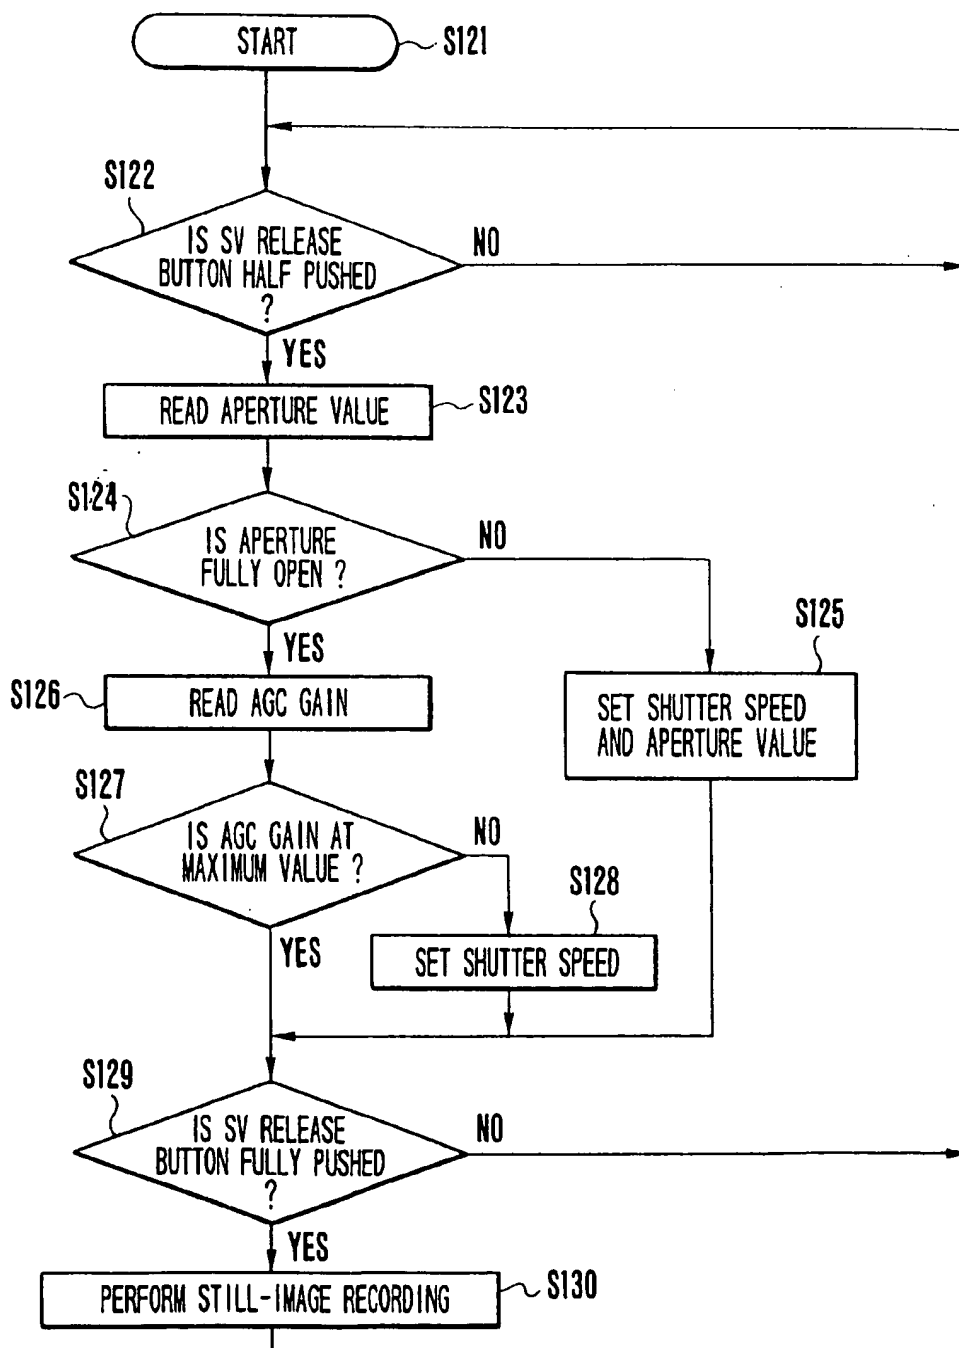 START
S121
S122
IS SV RELEASE
BUTTON HALF PUSHED
?
NO
YES
READ APERTURE VALUE
S123
S124
IS APERTURE
FULLY OPEN ?
NO
YES
S125
SET SHUTTER SPEED
AND APERTURE VALUE
S126
READ AGC GAIN
S127
IS AGC GAIN AT
MAXIMUM VALUE ?
NO
YES
S128
SET SHUTTER SPEED
S129
IS SV RELEASE
BUTTON FULLY PUSHED
?
NO
YES
PERFORM STILL-IMAGE RECORDING
S130